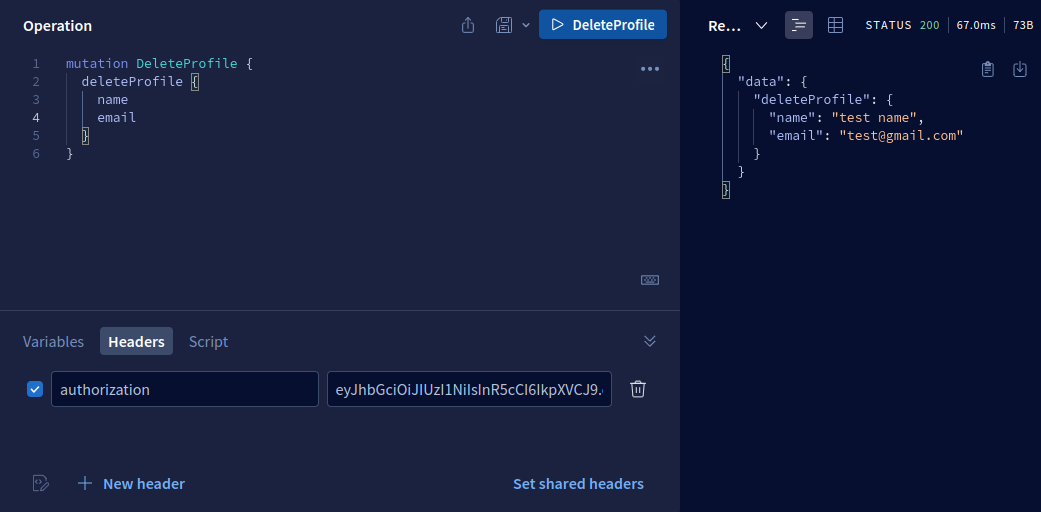 Operation
DeleteProfile
1 mutation DeleteProfile {
2 deleteProfile {
3 name
4 email
5 }
6 }
Variables
Headers
Script
authorization
eyJhbGciOiJIUzI1NiIsInR5cCI6IkpXVCJ9.
New header
Set shared headers
Re...
STATUS 200
67.0ms
73B
{
"data": {
"deleteProfile": {
"name": "test name",
"email": "test@gmail.com"
}
}
}